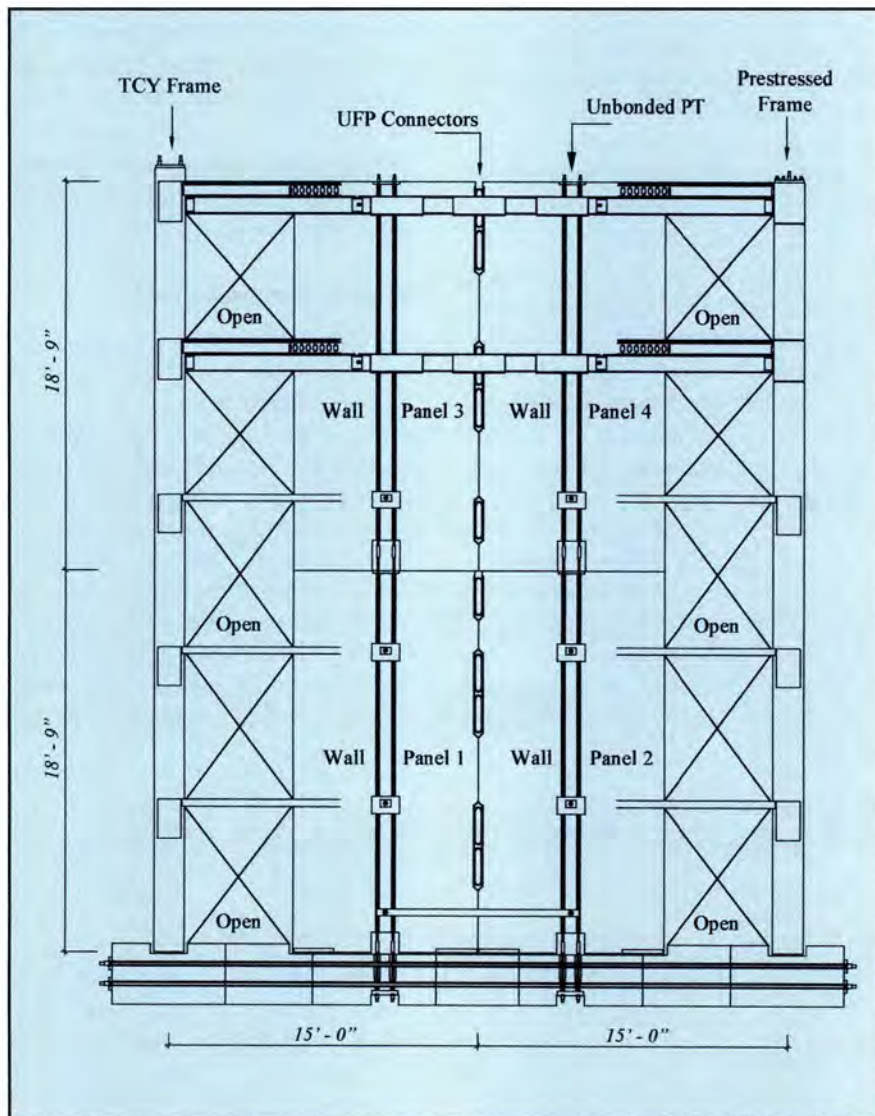 TCY Frame
UFP Connectors
Unbonded PT
Prestressed
Frame
18' - 9"
Open
Open
Wall Panel 3
Wall Panel 4
Open
Open
18' - 9"
Wall Panel 1
Wall Panel 2
Open
Open
15' - 0"
15' - 0"